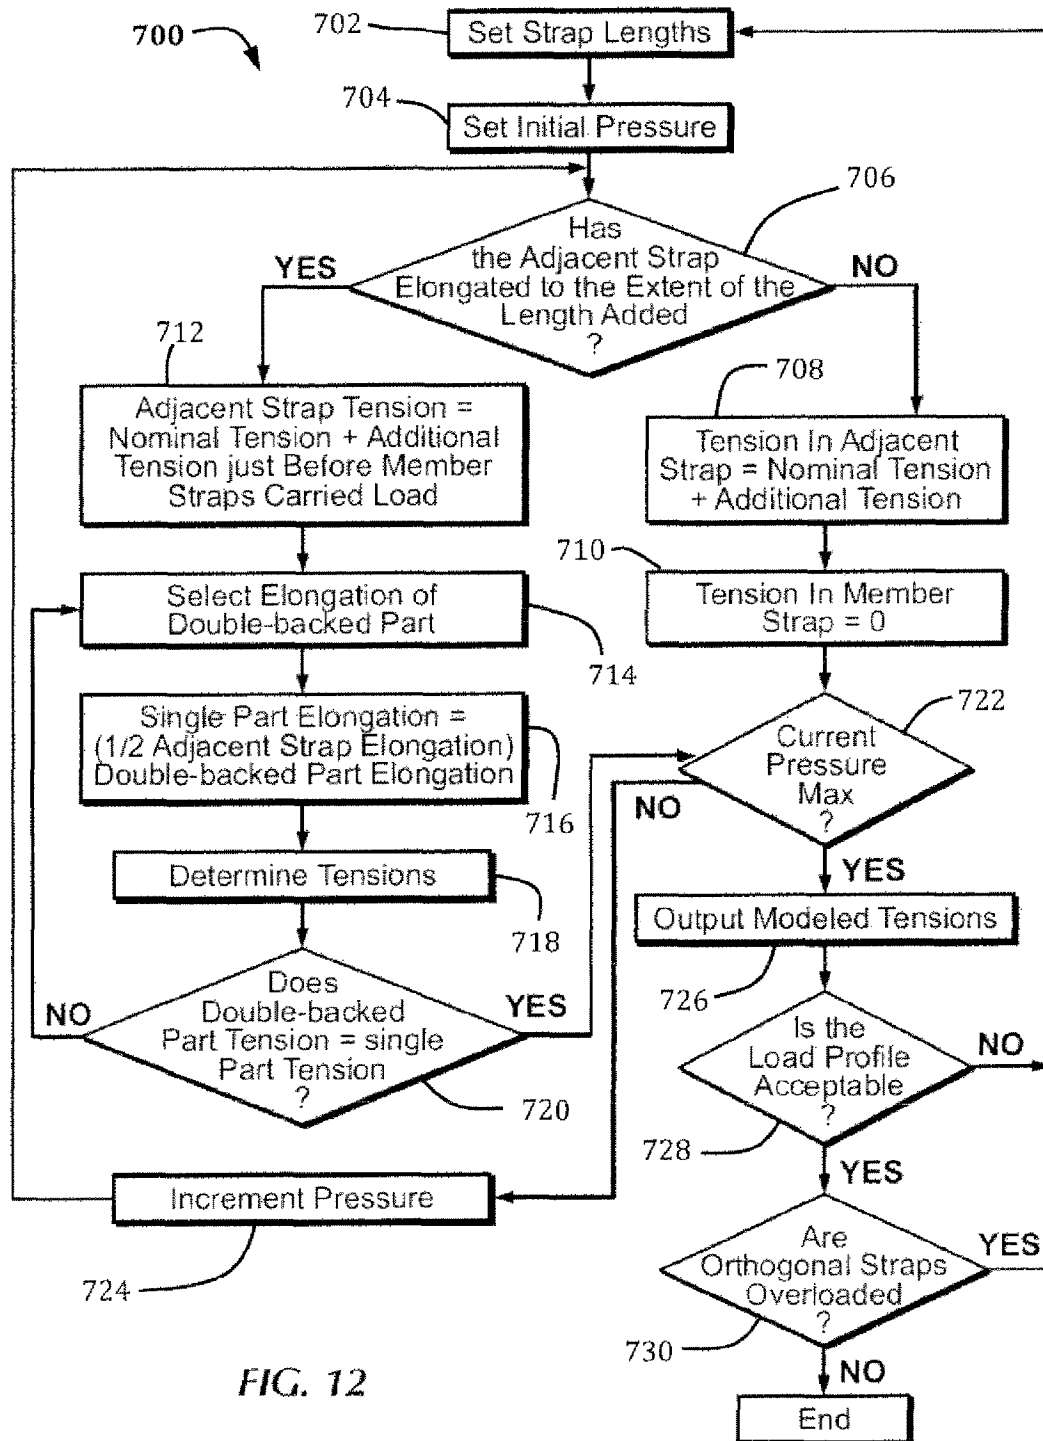 700
702
Set Strap Lengths
704
Set Initial Pressure
706
Has
the Adjacent Strap
Elongated to the Extent of the
Length Added
?
YES
NO
712
Adjacent Strap Tension =
Nominal Tension + Additional
Tension just Before Member
Straps Carried Load
708
Tension In Adjacent
Strap = Nominal Tension
+ Additional Tension
710
Tension In Member
Strap = 0
Select Elongation of
Double-backed Part
714
Single Part Elongation =
(1/2 Adjacent Strap Elongation)
Double-backed Part Elongation
716
722
Current
Pressure
Max
?
NO
YES
Determine Tensions
718
Output Modeled Tensions
726
Does
Double-backed
Part Tension = single
Part Tension
?
NO
YES
720
Is the
Load Profile
Acceptable
?
NO
728
YES
Increment Pressure
724
Are
Orthogonal Straps
Overloaded
?
YES
730
NO
End
FIG. 12